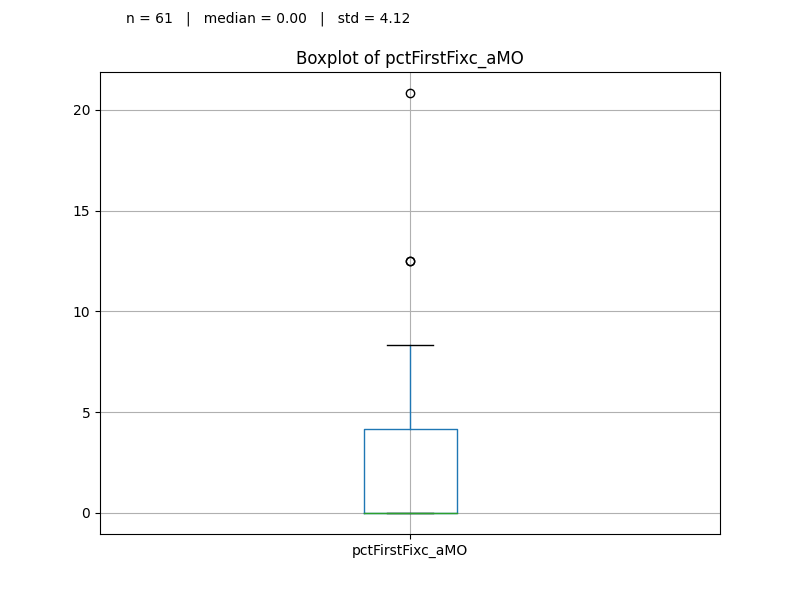 n = 61 | median = 0.00 | std = 4.12
Boxplot of pctFirstFixc_aMO
20
15
10
5
0
pctFirstFixc_aMO